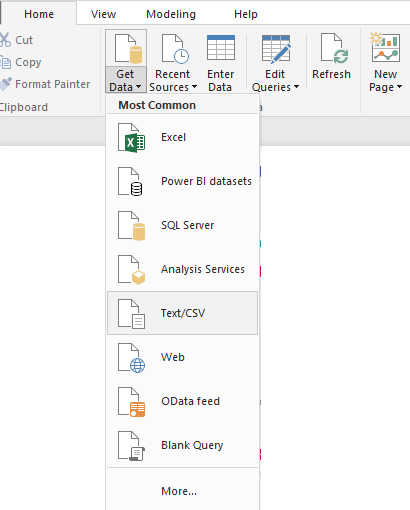 Home View Modeling Help
Cut
Copy
Format Painter
Clipboard
Get Data
Recent Sources
Enter Data
Edit Queries
Refresh
New Page
Most Common
Excel
Power BI datasets
SQL Server
Analysis Services
Text/CSV
Web
OData feed
Blank Query
More...